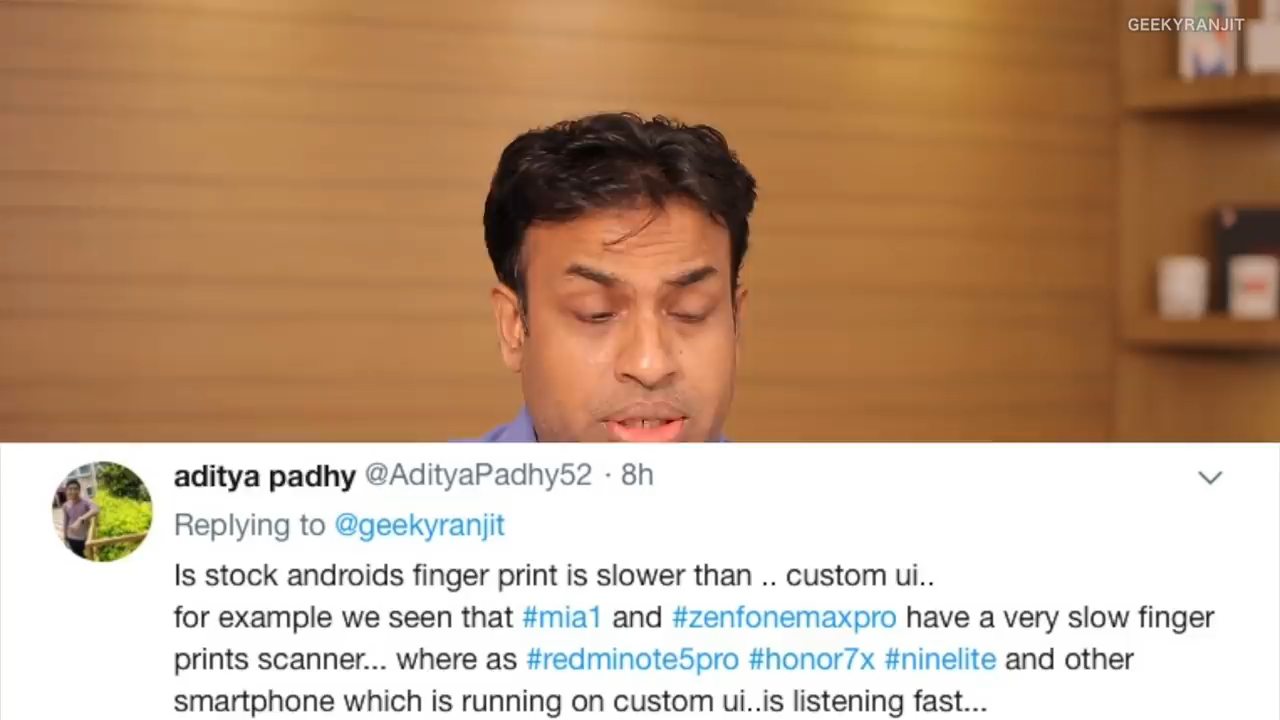 GEEKYRANJIT
aditya padhy @AdityaPadhy52 · 8h
Replying to @geekyranjit
Is stock androids finger print is slower than .. custom ui..
for example we seen that #mia1 and #zenfonemaxpro have a very slow finger
prints scanner... where as #redminote5pro #honor7x #ninelite and other
smartphone which is running on custom ui..is listening fast...